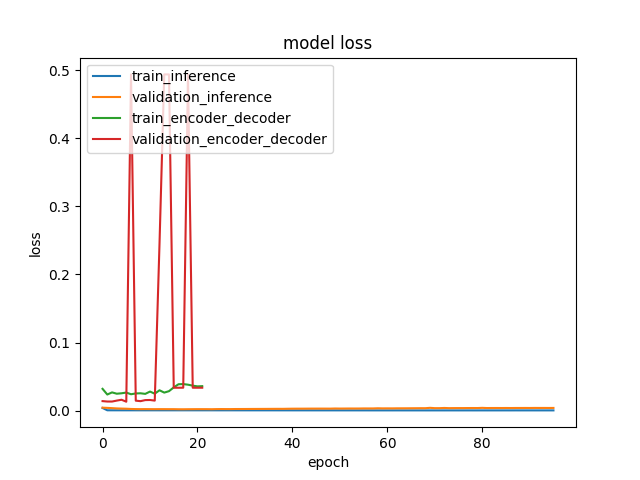 model loss
train_inference
validation_inference
train_encoder_decoder
validation_encoder_decoder
0.5
0.4
0.3
0.2
0.1
0.0
loss
0 20 40 60 80
epoch